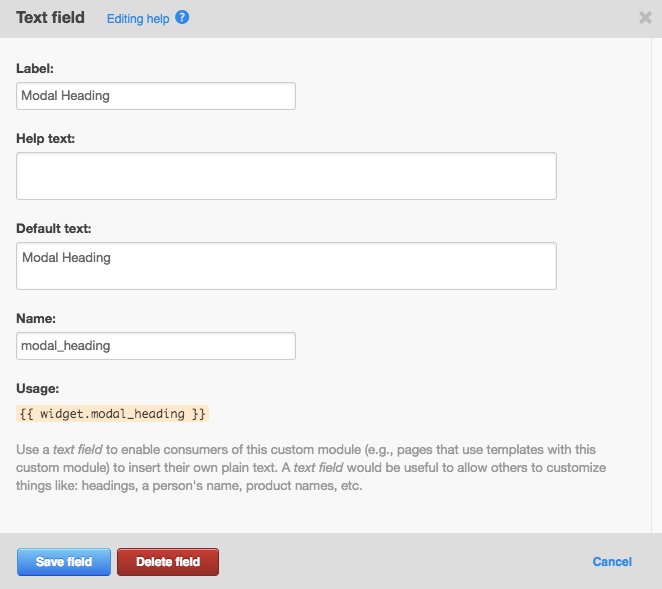 Text field Editing help ?
Label:
Modal Heading
Help text:
Default text:
Modal Heading
Name:
modal_heading
Usage:
{{ widget.modal_heading }}
Use a text field to enable consumers of this custom module (e.g., pages that use templates with this
custom module) to insert their own plain text. A text field would be useful to allow others to customize
things like: headings, a person's name, product names, etc.
Save field Delete field Cancel